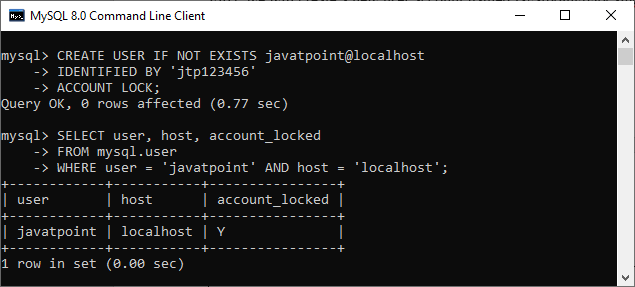 MySQL 8.0 Command Line Client
mysql> CREATE USER IF NOT EXISTS javatpoint@localhost
    -> IDENTIFIED BY 'jtp123456'
    -> ACCOUNT LOCK;
Query OK, 0 rows affected (0.77 sec)
mysql> SELECT user, host, account_locked
    -> FROM mysql.user
    -> WHERE user = 'javatpoint' AND host = 'localhost';
+------------+-----------+----------------+
| user       | host      | account_locked |
+------------+-----------+----------------+
| javatpoint | localhost | Y              |
+------------+-----------+----------------+
1 row in set (0.00 sec)